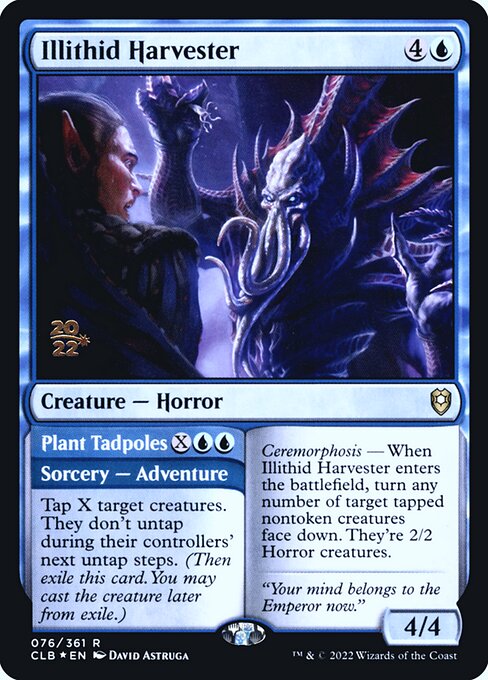 Illithid Harvester 4
20
22
Creature — Horror
Plant Tadpoles X
Sorcery — Adventure
Tap X target creatures.
They don't untap
during their controllers'
next untap steps. (Then
exile this card. You may
cast the creature later
from exile.)
Ceremorphosis — When
Illithid Harvester enters
the battlefield, turn any
number of target tapped
nontoken creatures
face down. They're 2/2
Horror creatures.
"Your mind belongs to the
Emperor now."
4/4
076/361 R
CLB ★ EN DAVID ASTRUGA
™ & © 2022 Wizards of the Coast